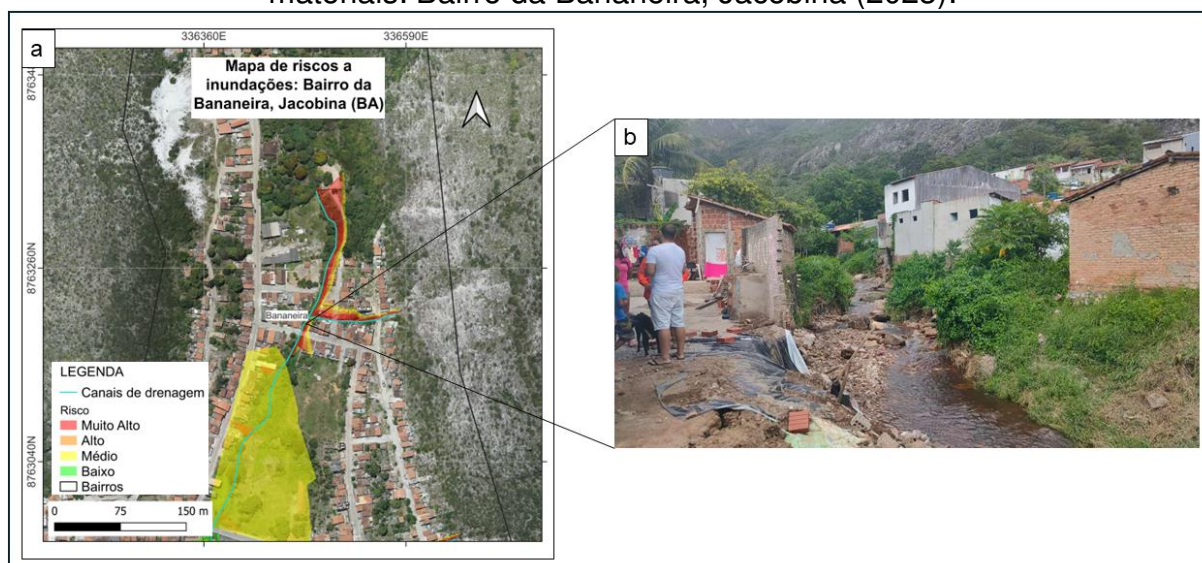 materiais. Bairro da Bananeira, Jacobina (2023).
a
336360E
336590E
Mapa de riscos a
inundações: Bairro da
Bananeira, Jacobina (BA)
b
8763260N
Bananeira
8763040N
LEGENDA
Canais de drenagem
Risco
Muito Alto
Alto
Médio
Baixo
Bairros
0 75 150 m